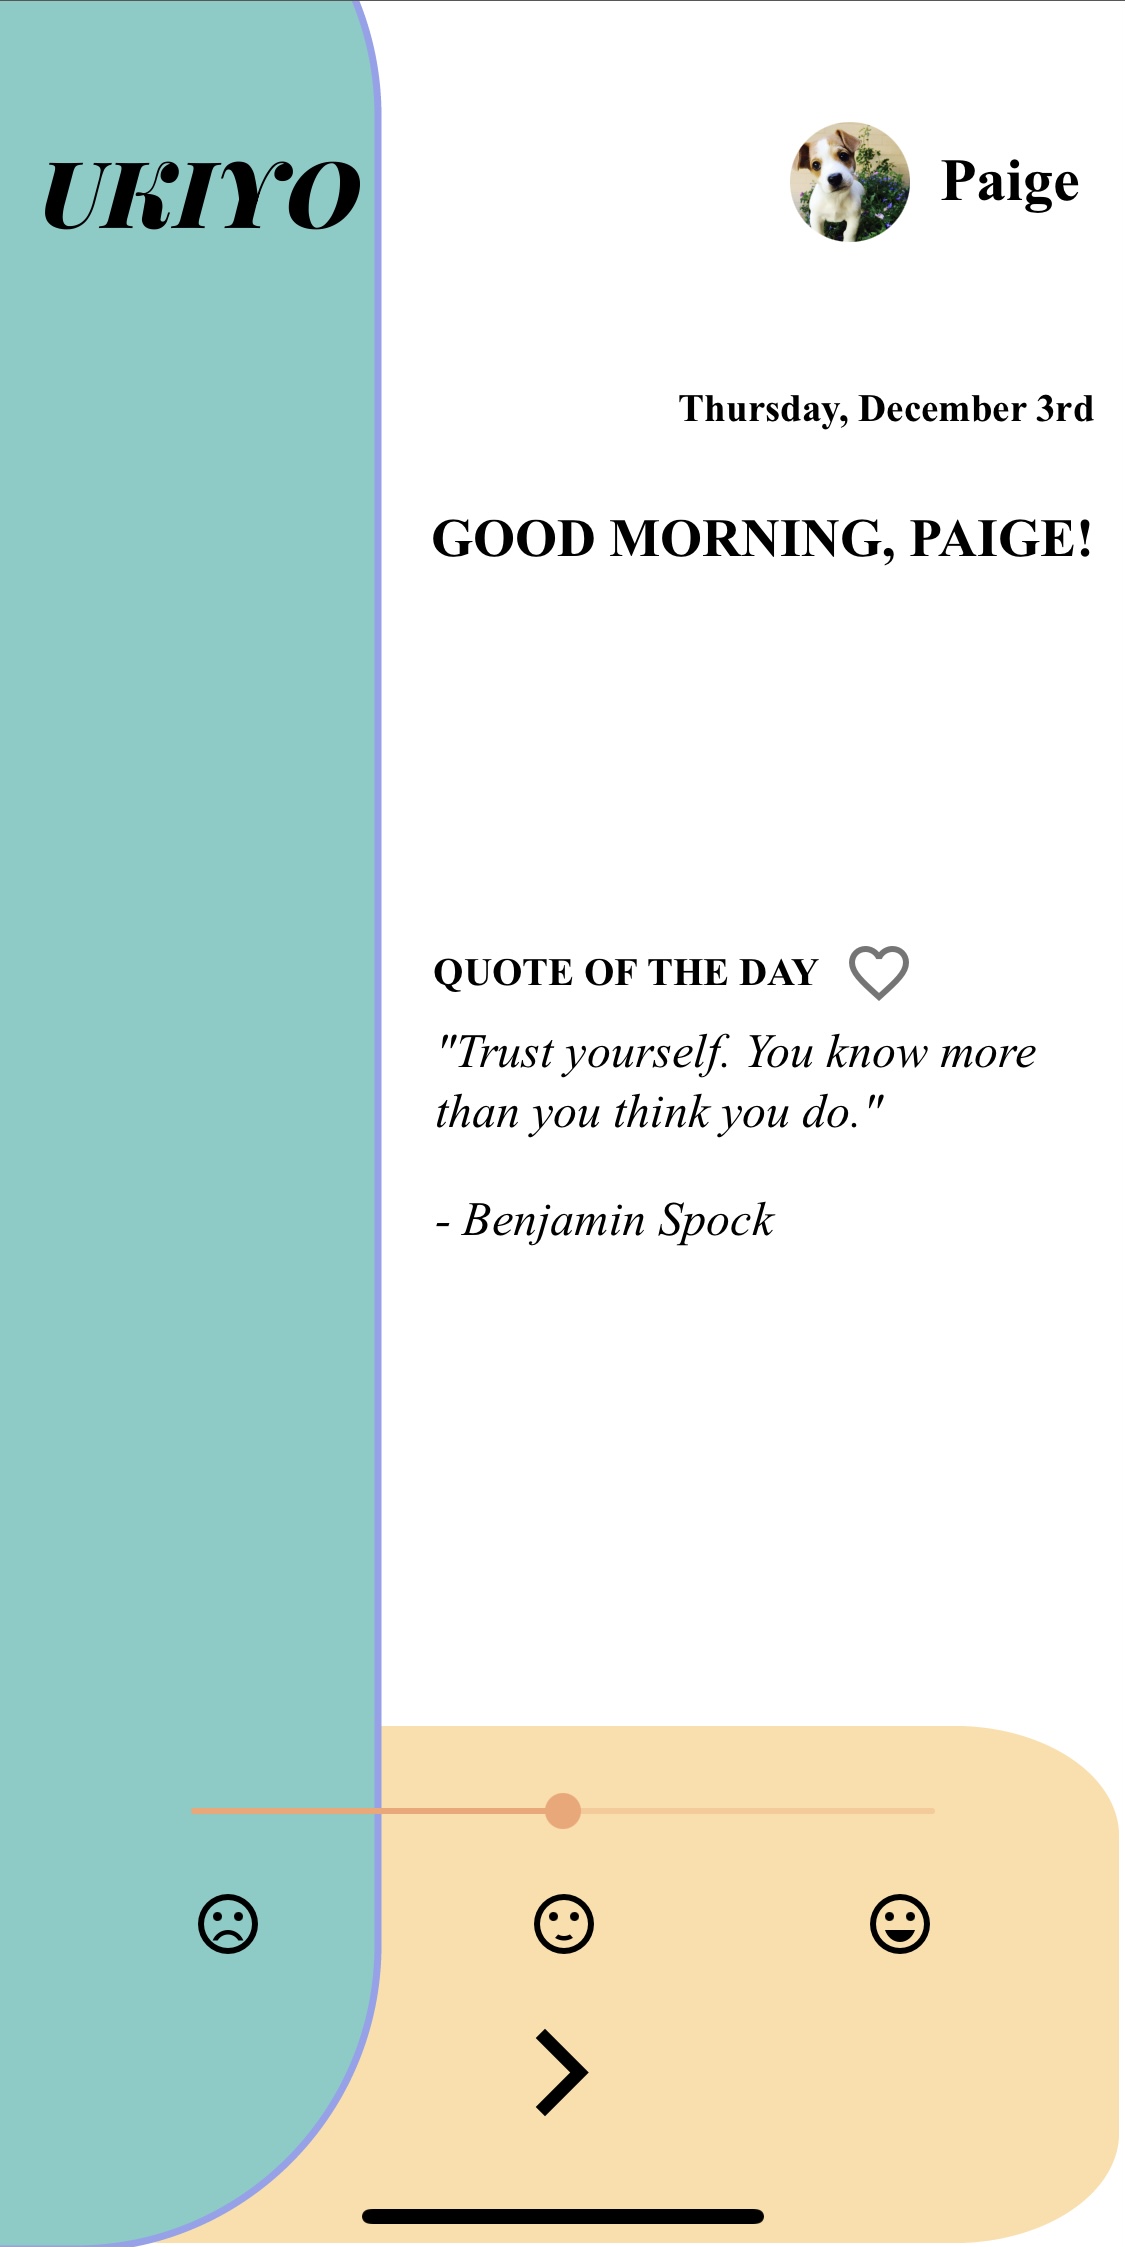 UKIYO
Paige
Thursday, December 3rd
GOOD MORNING, PAIGE!
QUOTE OF THE DAY
"Trust yourself. You know more
than you think you do."
- Benjamin Spock